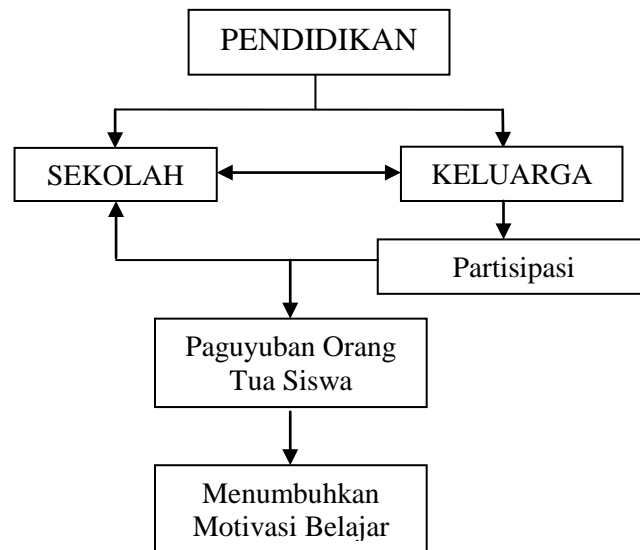 PENDIDIKAN
SEKOLAH
KELUARGA
Partisipasi
Paguyuban Orang
Tua Siswa
Menumbuhkan
Motivasi Belajar